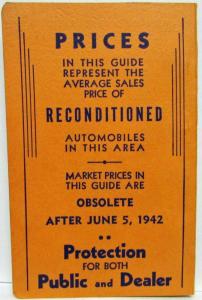 PRICES
IN THIS GUIDE
REPRESENT THE
AVERAGE SALES
PRICE OF
RECONDITIONED
AUTOMOBILES
IN THIS AREA
MARKET PRICES IN
THIS GUIDE ARE
OBSOLETE
AFTER JUNE 5, 1942
Protection
FOR BOTH
Public and Dealer